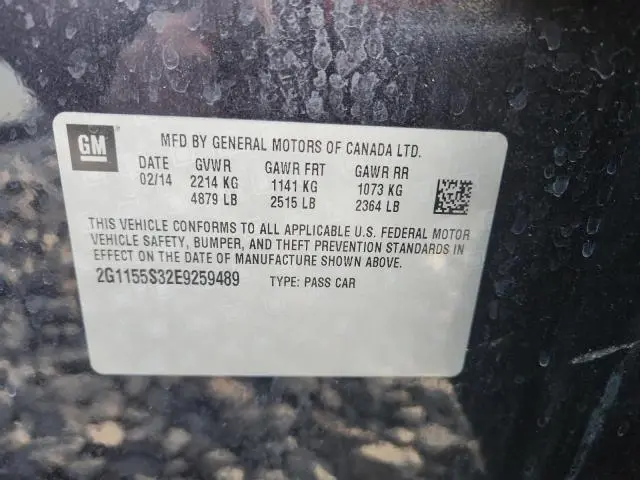 GM
MFD BY GENERAL MOTORS OF CANADA LTD.
DATE GVWR GAWR FRT GAWR RR
02/14 2214 KG 1141 KG 1073 KG
4879 LB 2515 LB 2364 LB
THIS VEHICLE CONFORMS TO ALL APPLICABLE U.S. FEDERAL MOTOR
VEHICLE SAFETY, BUMPER, AND THEFT PREVENTION STANDARDS IN
EFFECT ON THE DATE OF MANUFACTURE SHOWN ABOVE.
2G1155S32E9259489 TYPE: PASS CAR